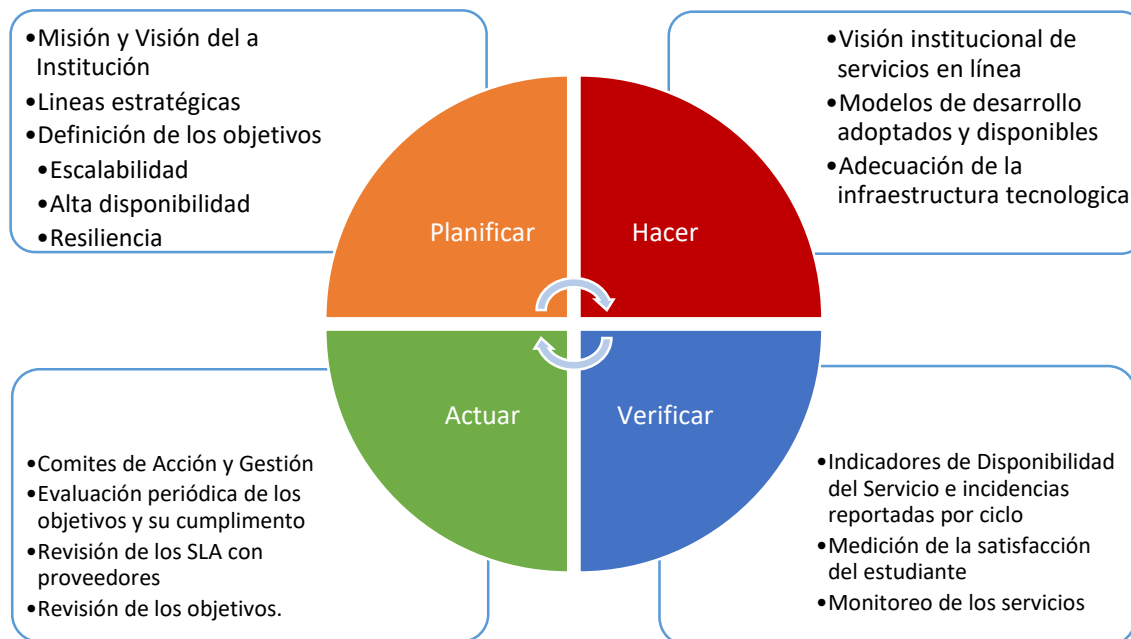 •Misión y Visión del a
Institución
•Lineas estratégicas
•Definición de los objetivos
•Escalabilidad
•Alta disponibilidad
•Resiliencia
•Visión institucional de
servicios en línea
•Modelos de desarrollo
adoptados y disponibles
•Adecuación de la
infraestructura tecnologica
Planificar
Hacer
Actuar
Verificar
•Comites de Acción y Gestión
•Evaluación periódica de los
objetivos y su cumplimento
•Revisión de los SLA con
proveedores
•Revisión de los objetivos.
•Indicadores de Disponibilidad
del Servicio e incidencias
reportadas por ciclo
•Medición de la satisfacción
del estudiante
•Monitoreo de los servicios